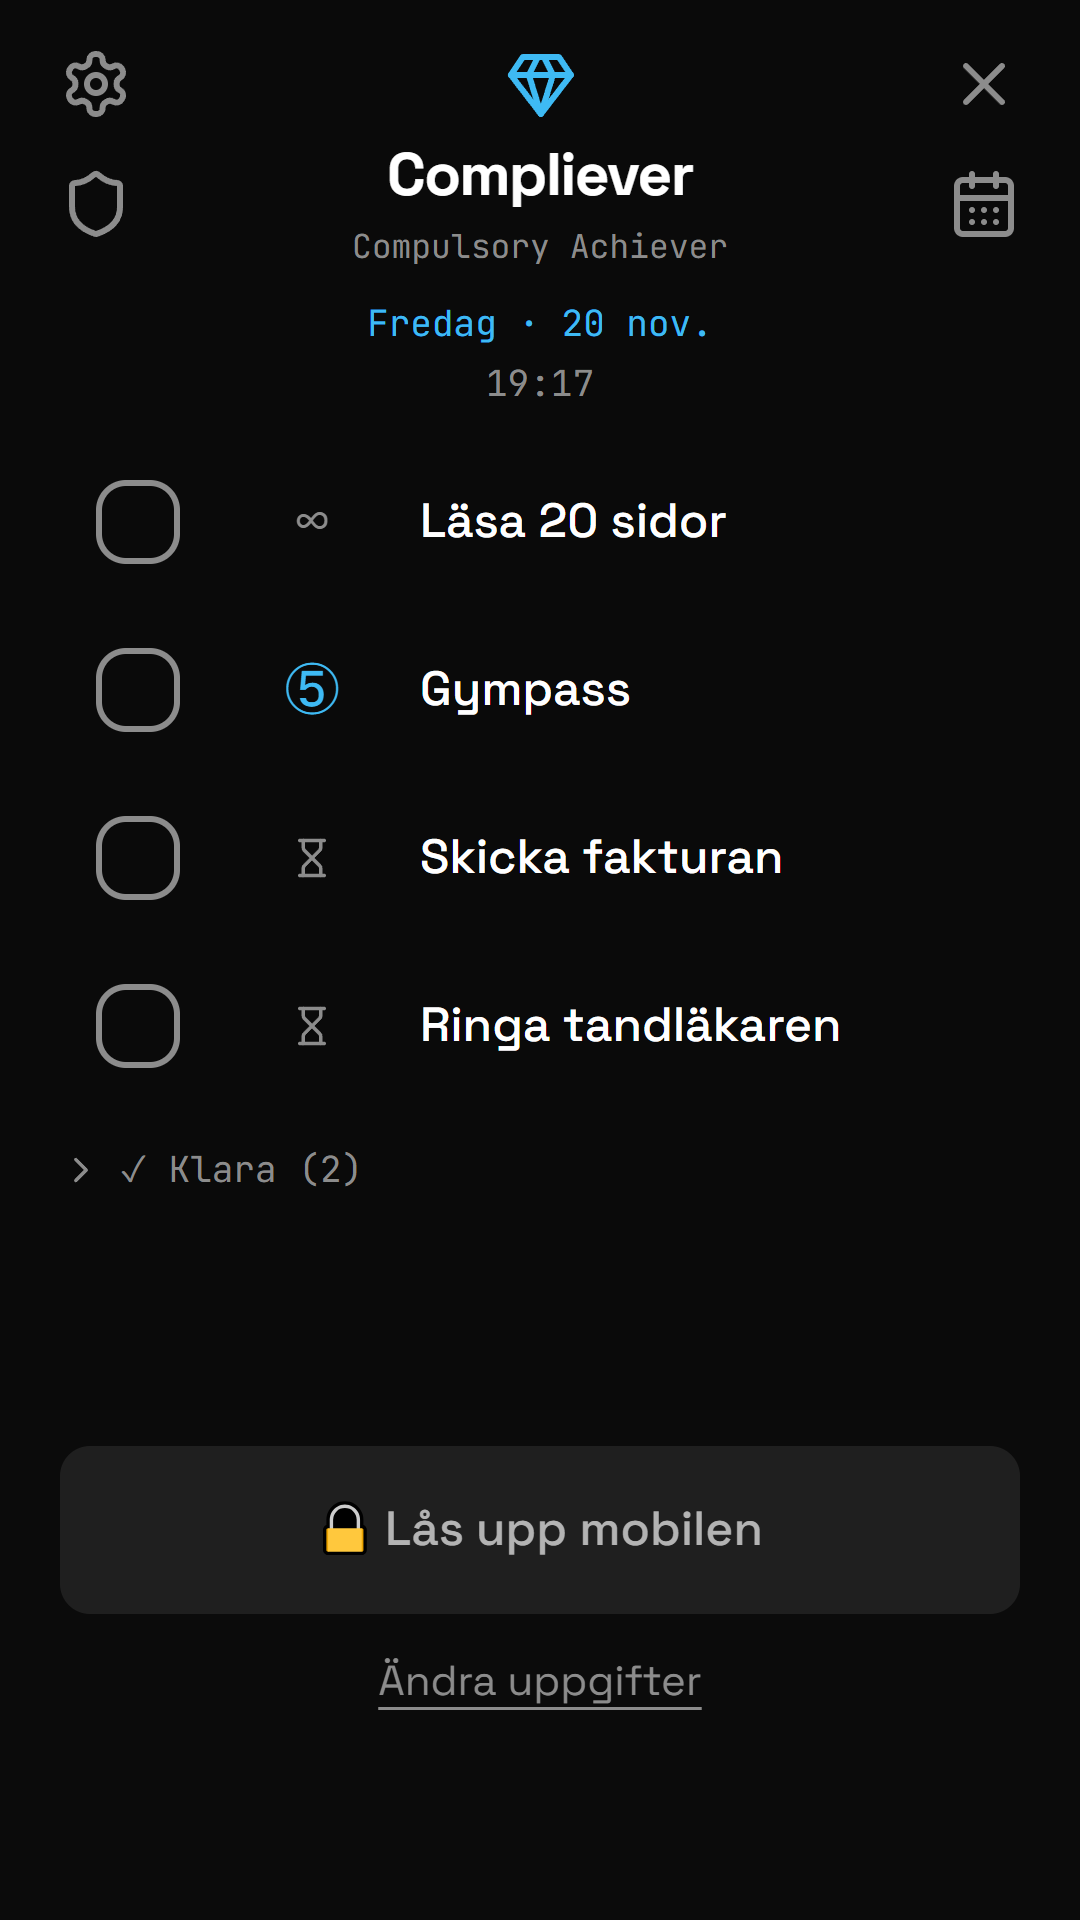 Compliever
Compulsory Achiever
Fredag · 20 nov.
19:17
∞ Läsa 20 sidor
⑤ Gympass
⧖ Skicka fakturan
⧖ Ringa tandläkaren
✓ Klara (2)
🔒 Lås upp mobilen
Ändra uppgifter